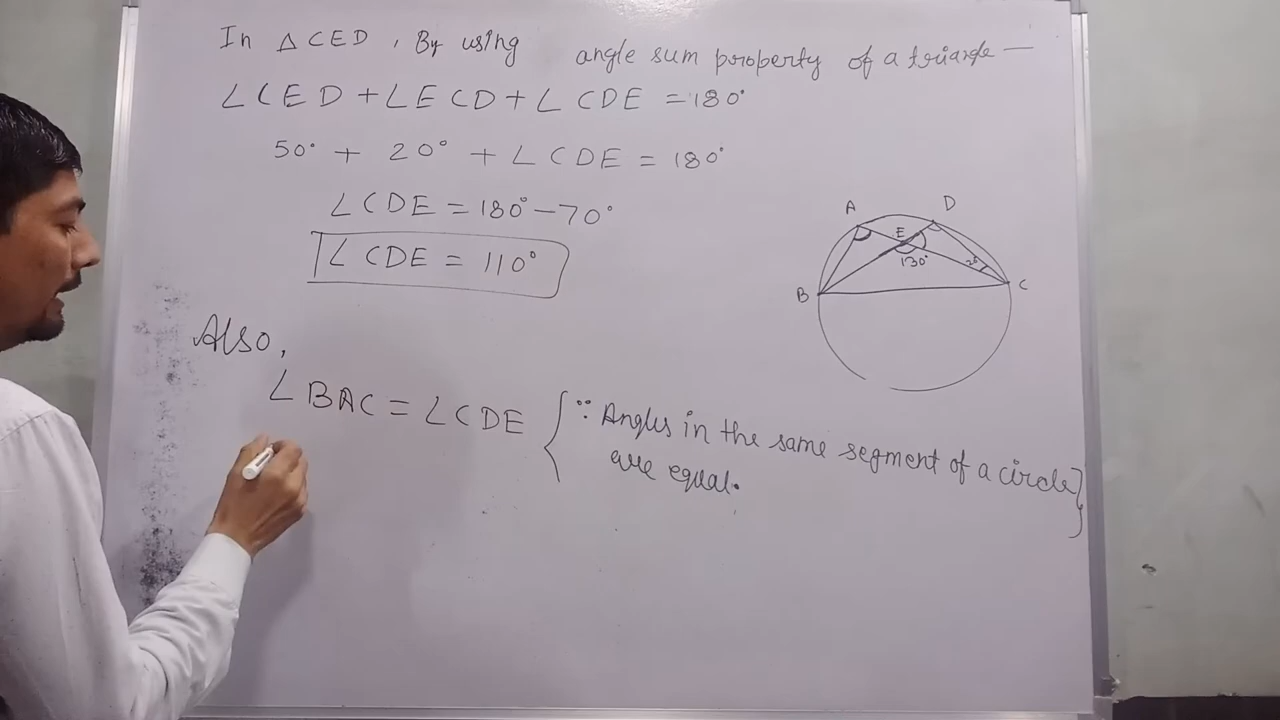 In △CED, By using angle sum property of a triangle —
∠CED + ∠ECD + ∠CDE = 180°
50° + 20° + ∠CDE = 180°
∠CDE = 180° - 70°
∠CDE = 110°
A D
E
130° 20°
B C
Also,
∠BAC = ∠CDE { ∵ Angles in the same segment of a circle}
are equal.